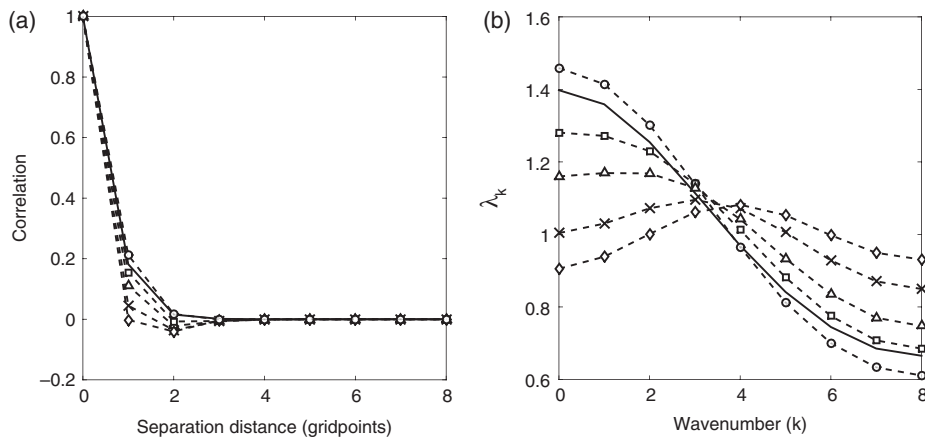 (a)
1
0.8
0.6
0.4
0.2
0
−0.2
Correlation
0 2 4 6 8
Separation distance (gridpoints)
(b)
1.6
1.4
1.2
1
0.8
0.6
λk
0 2 4 6 8
Wavenumber (k)